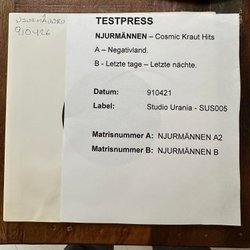 NJURMÄNNEN
910426
TESTPRESS
NJURMÄNNEN – Cosmic Kraut Hits
A – Negativland.
B - Letzte tage – Letzte nächte.
Datum: 910421
Label: Studio Urania - SUS005
Matrisnummer A: NJURMÄNNEN A2
Matrisnummer B: NJURMÄNNEN B